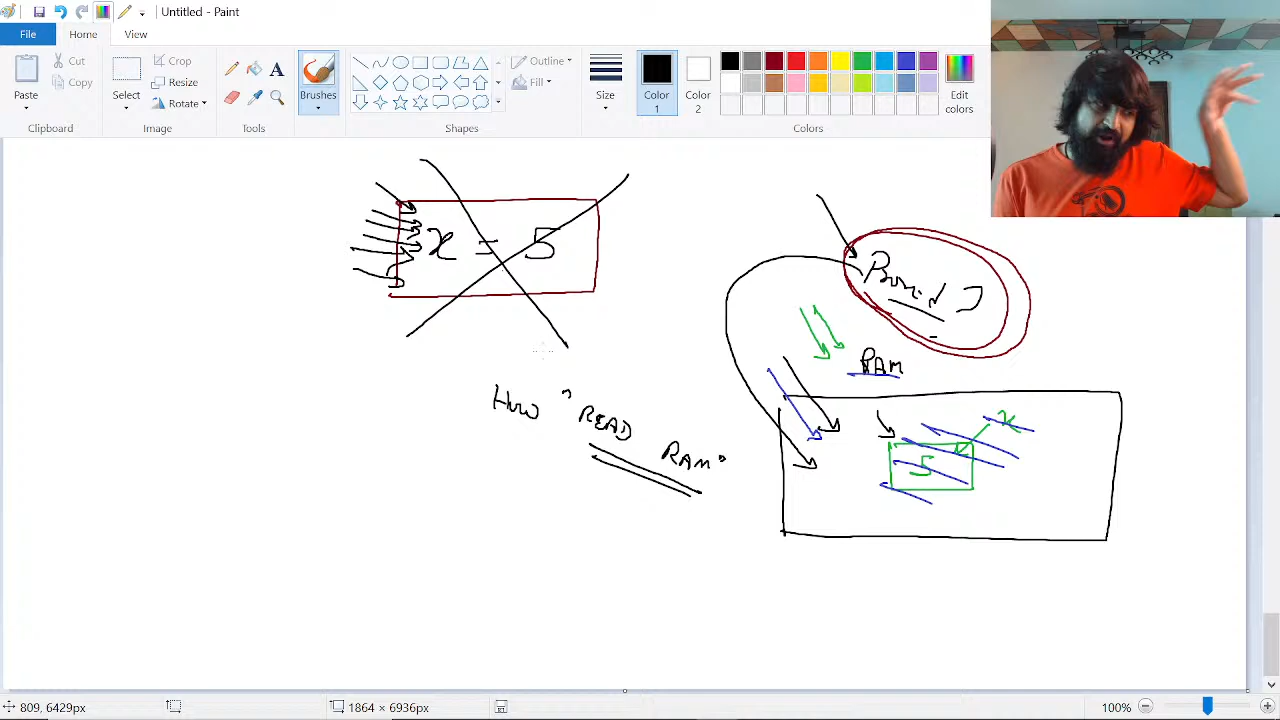 Untitled - Paint
File
Home
View
Paste
Cut
Copy
Clipboard
Select
Crop
Resize
Rotate
Image
A
Tools
Brushes
Outline
Fill
Shapes
Size
Color
1
Color
2
Edit
colors
Colors
x = 5
RAM
x
5
How "READ
RAM"
809, 6429px
1864 × 6936px
100%